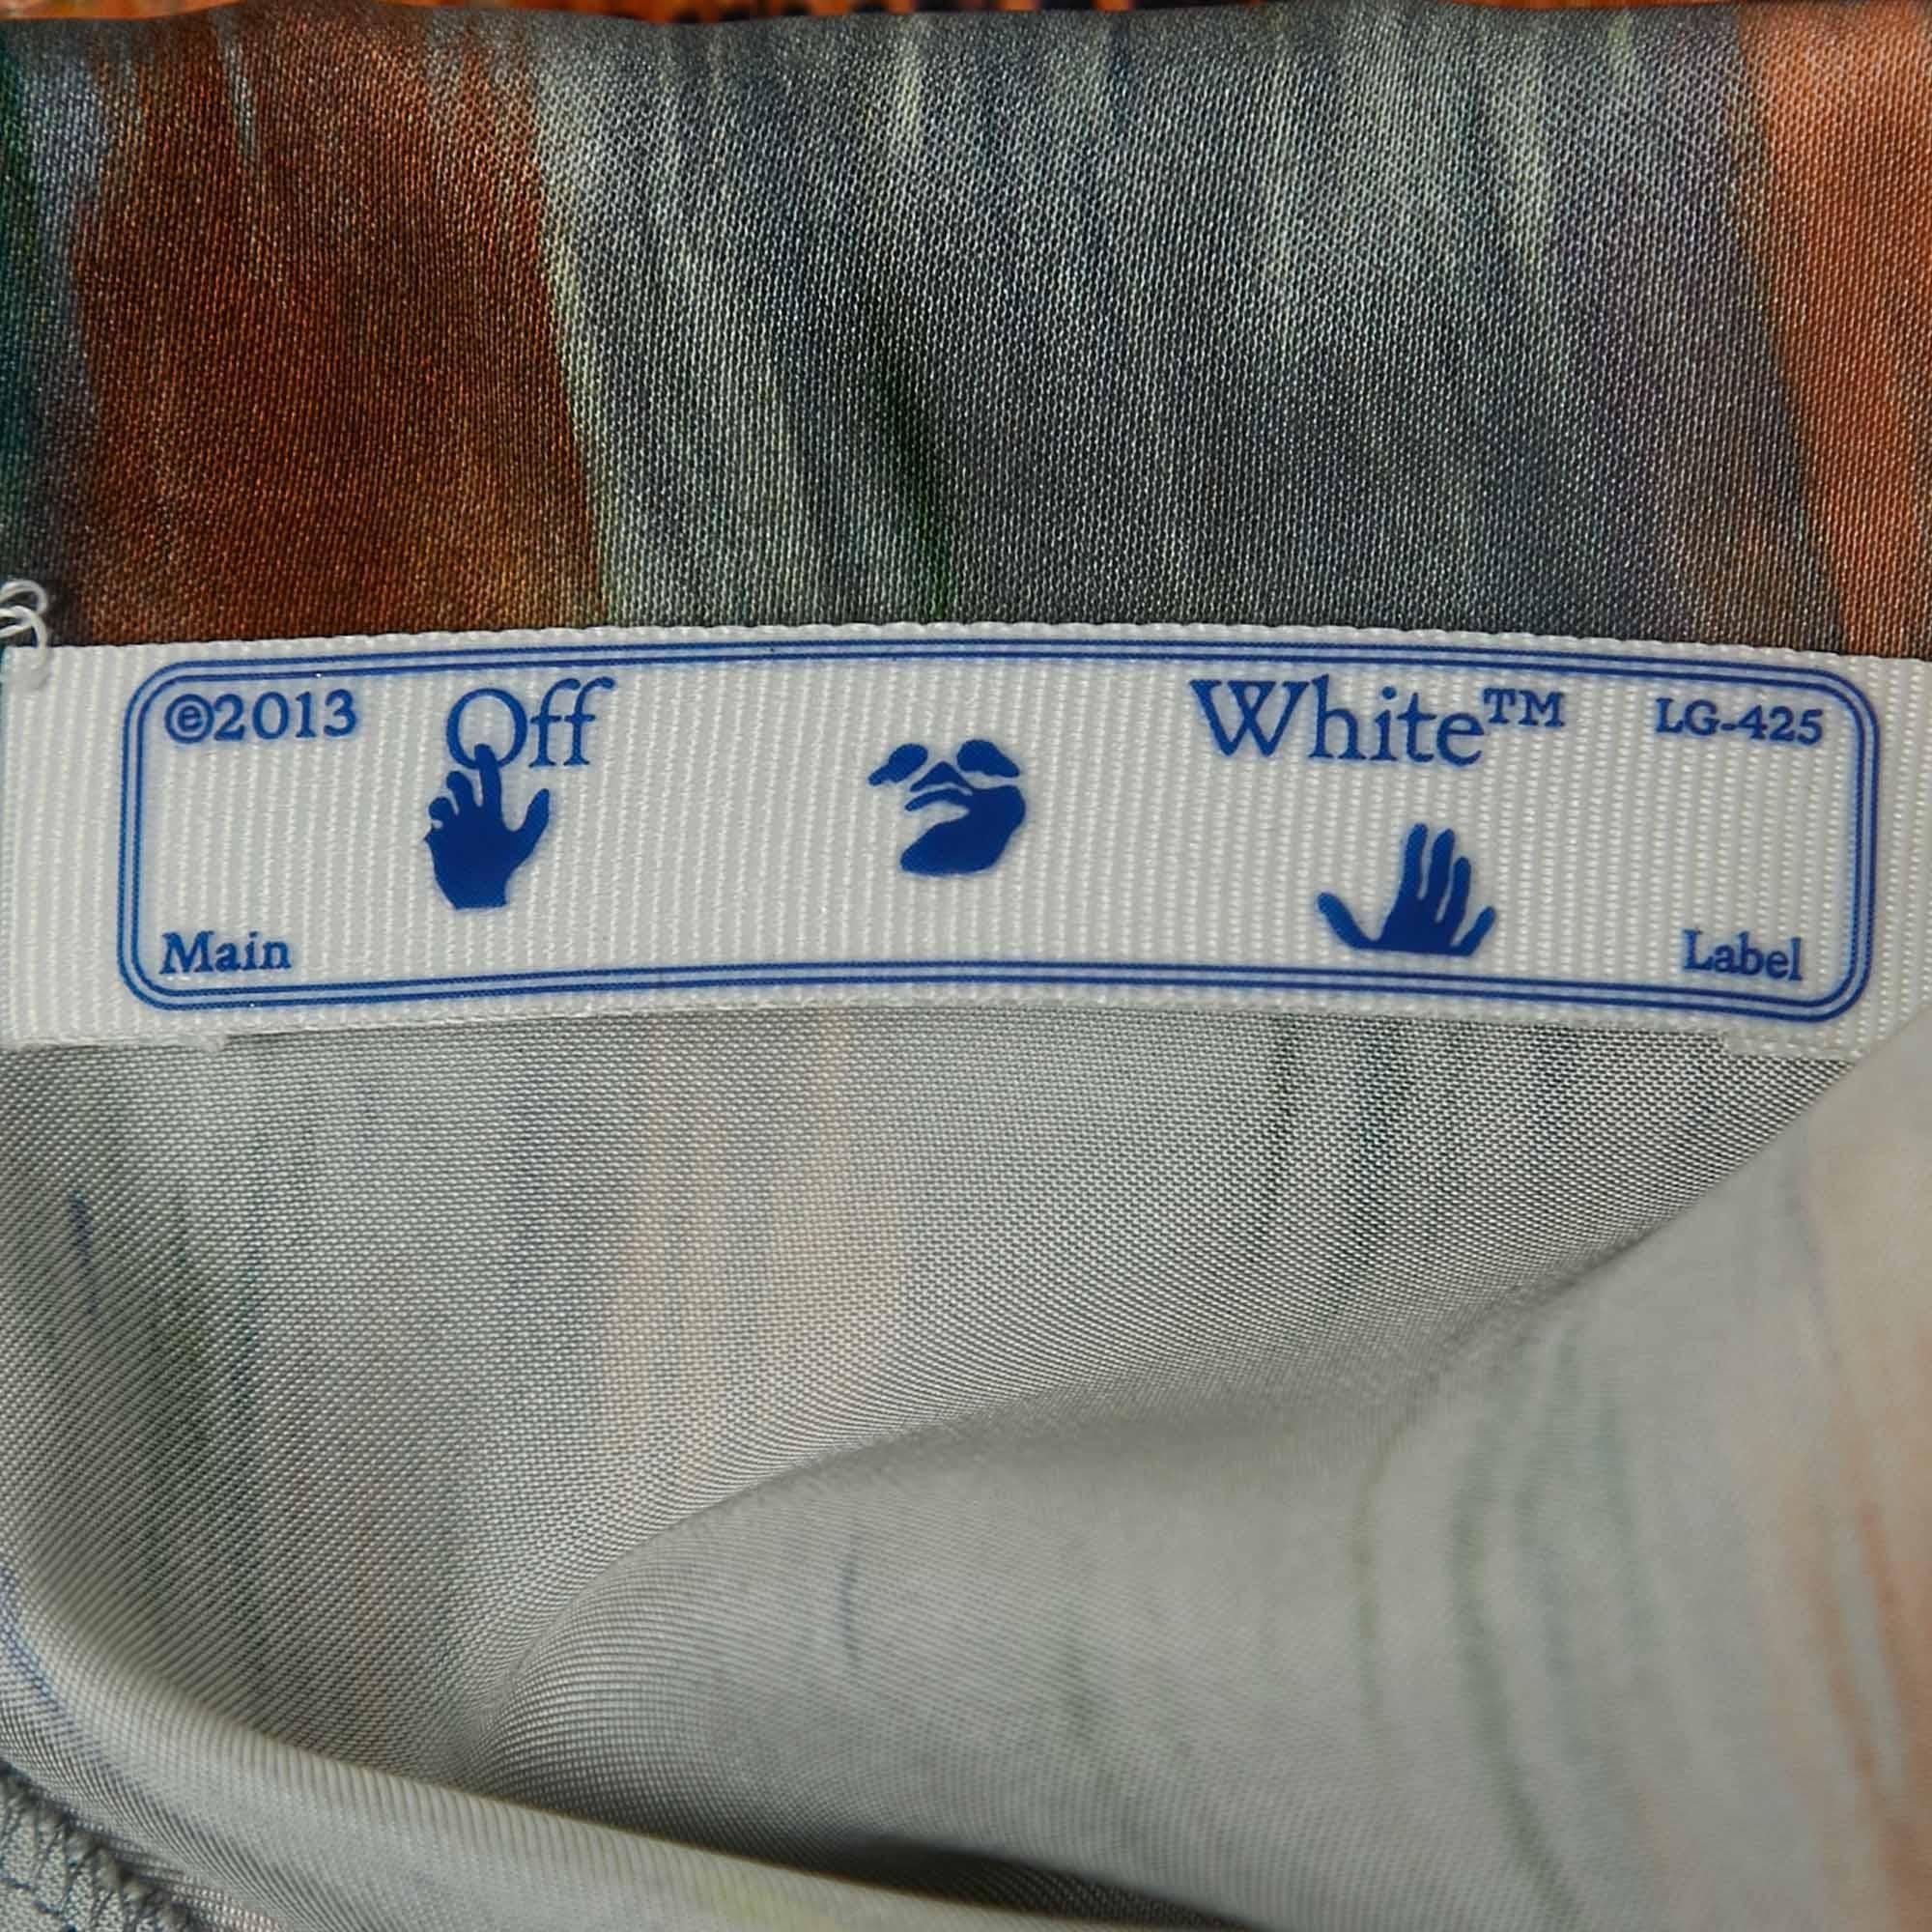 ©2013 Off White™ LG-425
Main Label